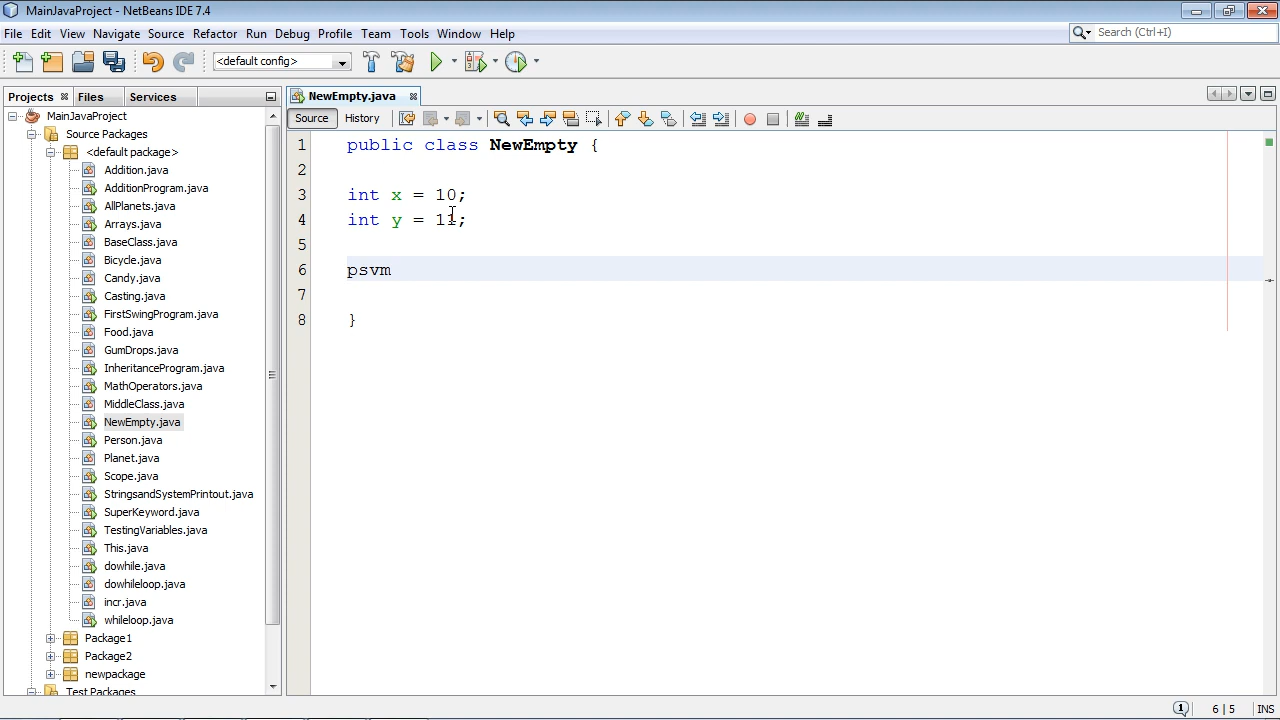 MainJavaProject - NetBeans IDE 7.4
File Edit View Navigate Source Refactor Run Debug Profile Team Tools Window Help
Search (Ctrl+I)
<default config>
Projects Files Services
NewEmpty.java
Source History
MainJavaProject
Source Packages
<default package>
Addition.java
AdditionProgram.java
AllPlanets.java
Arrays.java
BaseClass.java
Bicycle.java
Candy.java
Casting.java
FirstSwingProgram.java
Food.java
GumDrops.java
InheritanceProgram.java
MathOperators.java
MiddleClass.java
NewEmpty.java
Person.java
Planet.java
Scope.java
StringsandSystemPrintout.java
SuperKeyword.java
TestingVariables.java
This.java
dowhile.java
dowhileloop.java
incr.java
whileloop.java
Package1
Package2
newpackage
Test Packages
1 public class NewEmpty {
2
3 int x = 10;
4 int y = 11;
5
6 psvm
7
8 }
1 6 | 5 INS